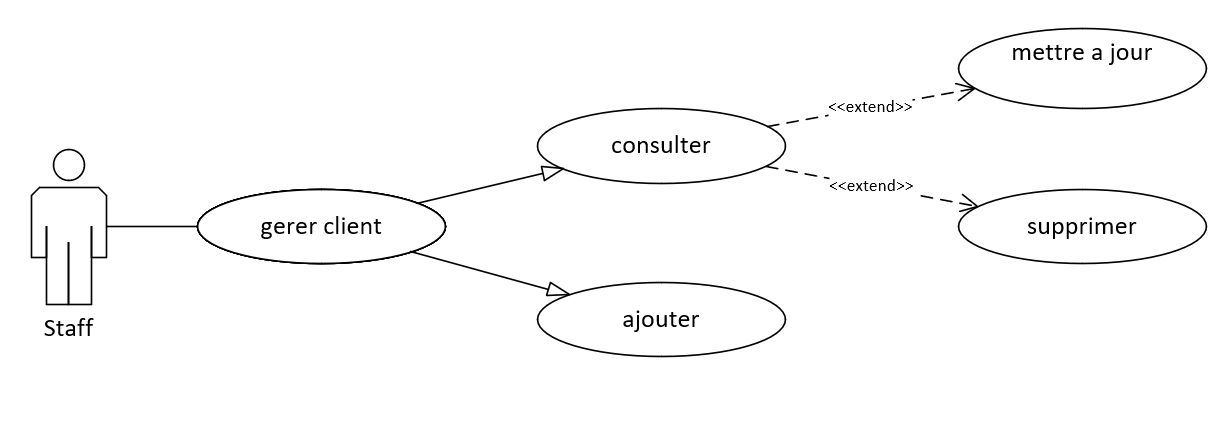 mettre a jour
<<extend>>
consulter
<<extend>>
gerer client
supprimer
ajouter
Staff